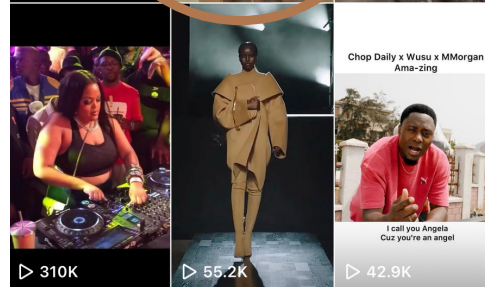 Chop Daily x Wusu x MMorgan
Ama-zing
I call you Angela
Cuz you're an angel
310K
55.2K
42.9K